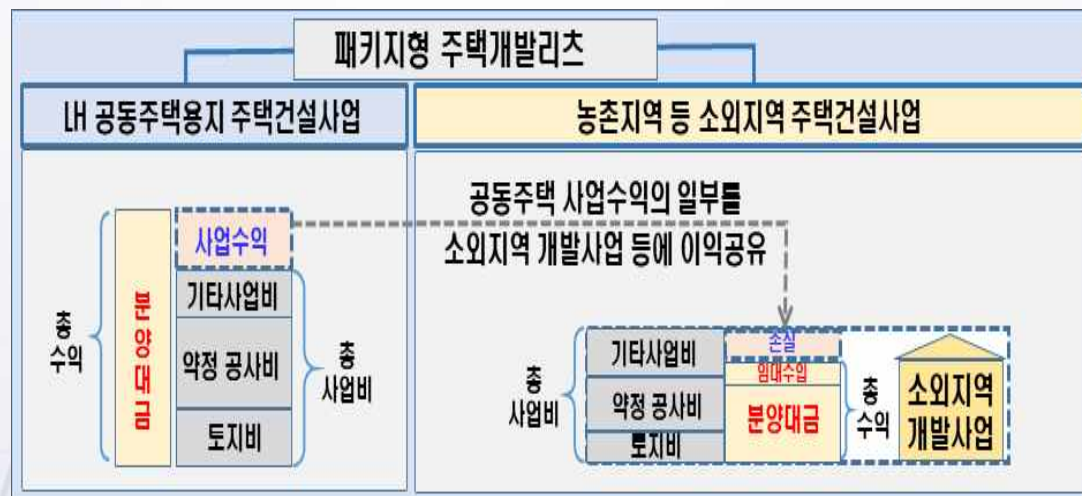 패키지형 주택개발리츠
LH 공동주택용지 주택건설사업
농촌지역 등 소외지역 주택건설사업
총
수익
분양대금
사업수익
기타사업비
약정 공사비
토지비
총
사업비
공동주택 사업수익의 일부를
소외지역 개발사업 등에 이익공유
총
사업비
기타사업비
약정 공사비
토지비
손실
임대수입
분양대금
총
수익
소외지역
개발사업